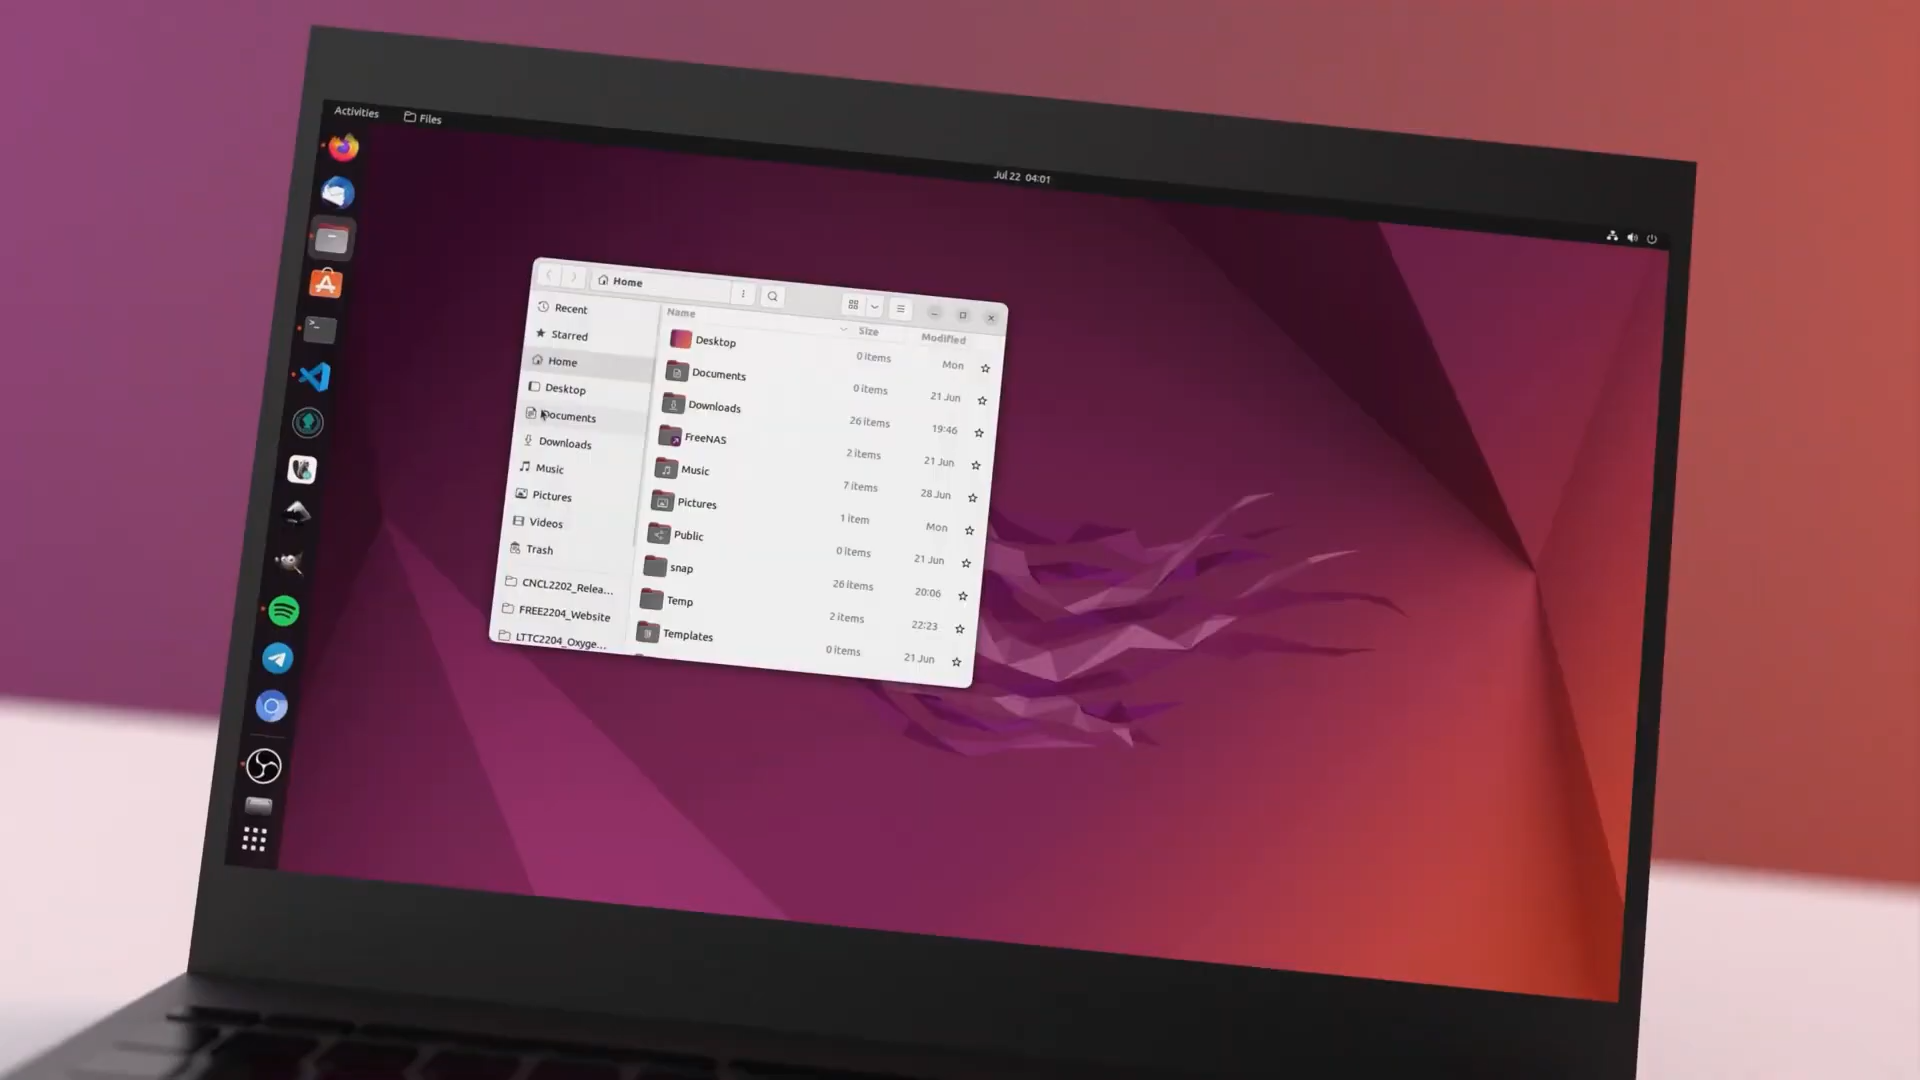 Activities Files
Jul 22 04:01
Home
Recent
Starred
Home
Desktop
Documents
Downloads
Music
Pictures
Videos
Trash
CNCL2202_Relea...
FREE2204_Website
LTTC2204_Oxyge...
Name Size Modified
Desktop 0 items Mon
Documents 0 items 21 Jun
Downloads 26 items 19:46
FreeNAS 2 items 21 Jun
Music 7 items 28 Jun
Pictures 1 item Mon
Public 0 items 21 Jun
snap 26 items 20:06
Temp 2 items 22:23
Templates 0 items 21 Jun